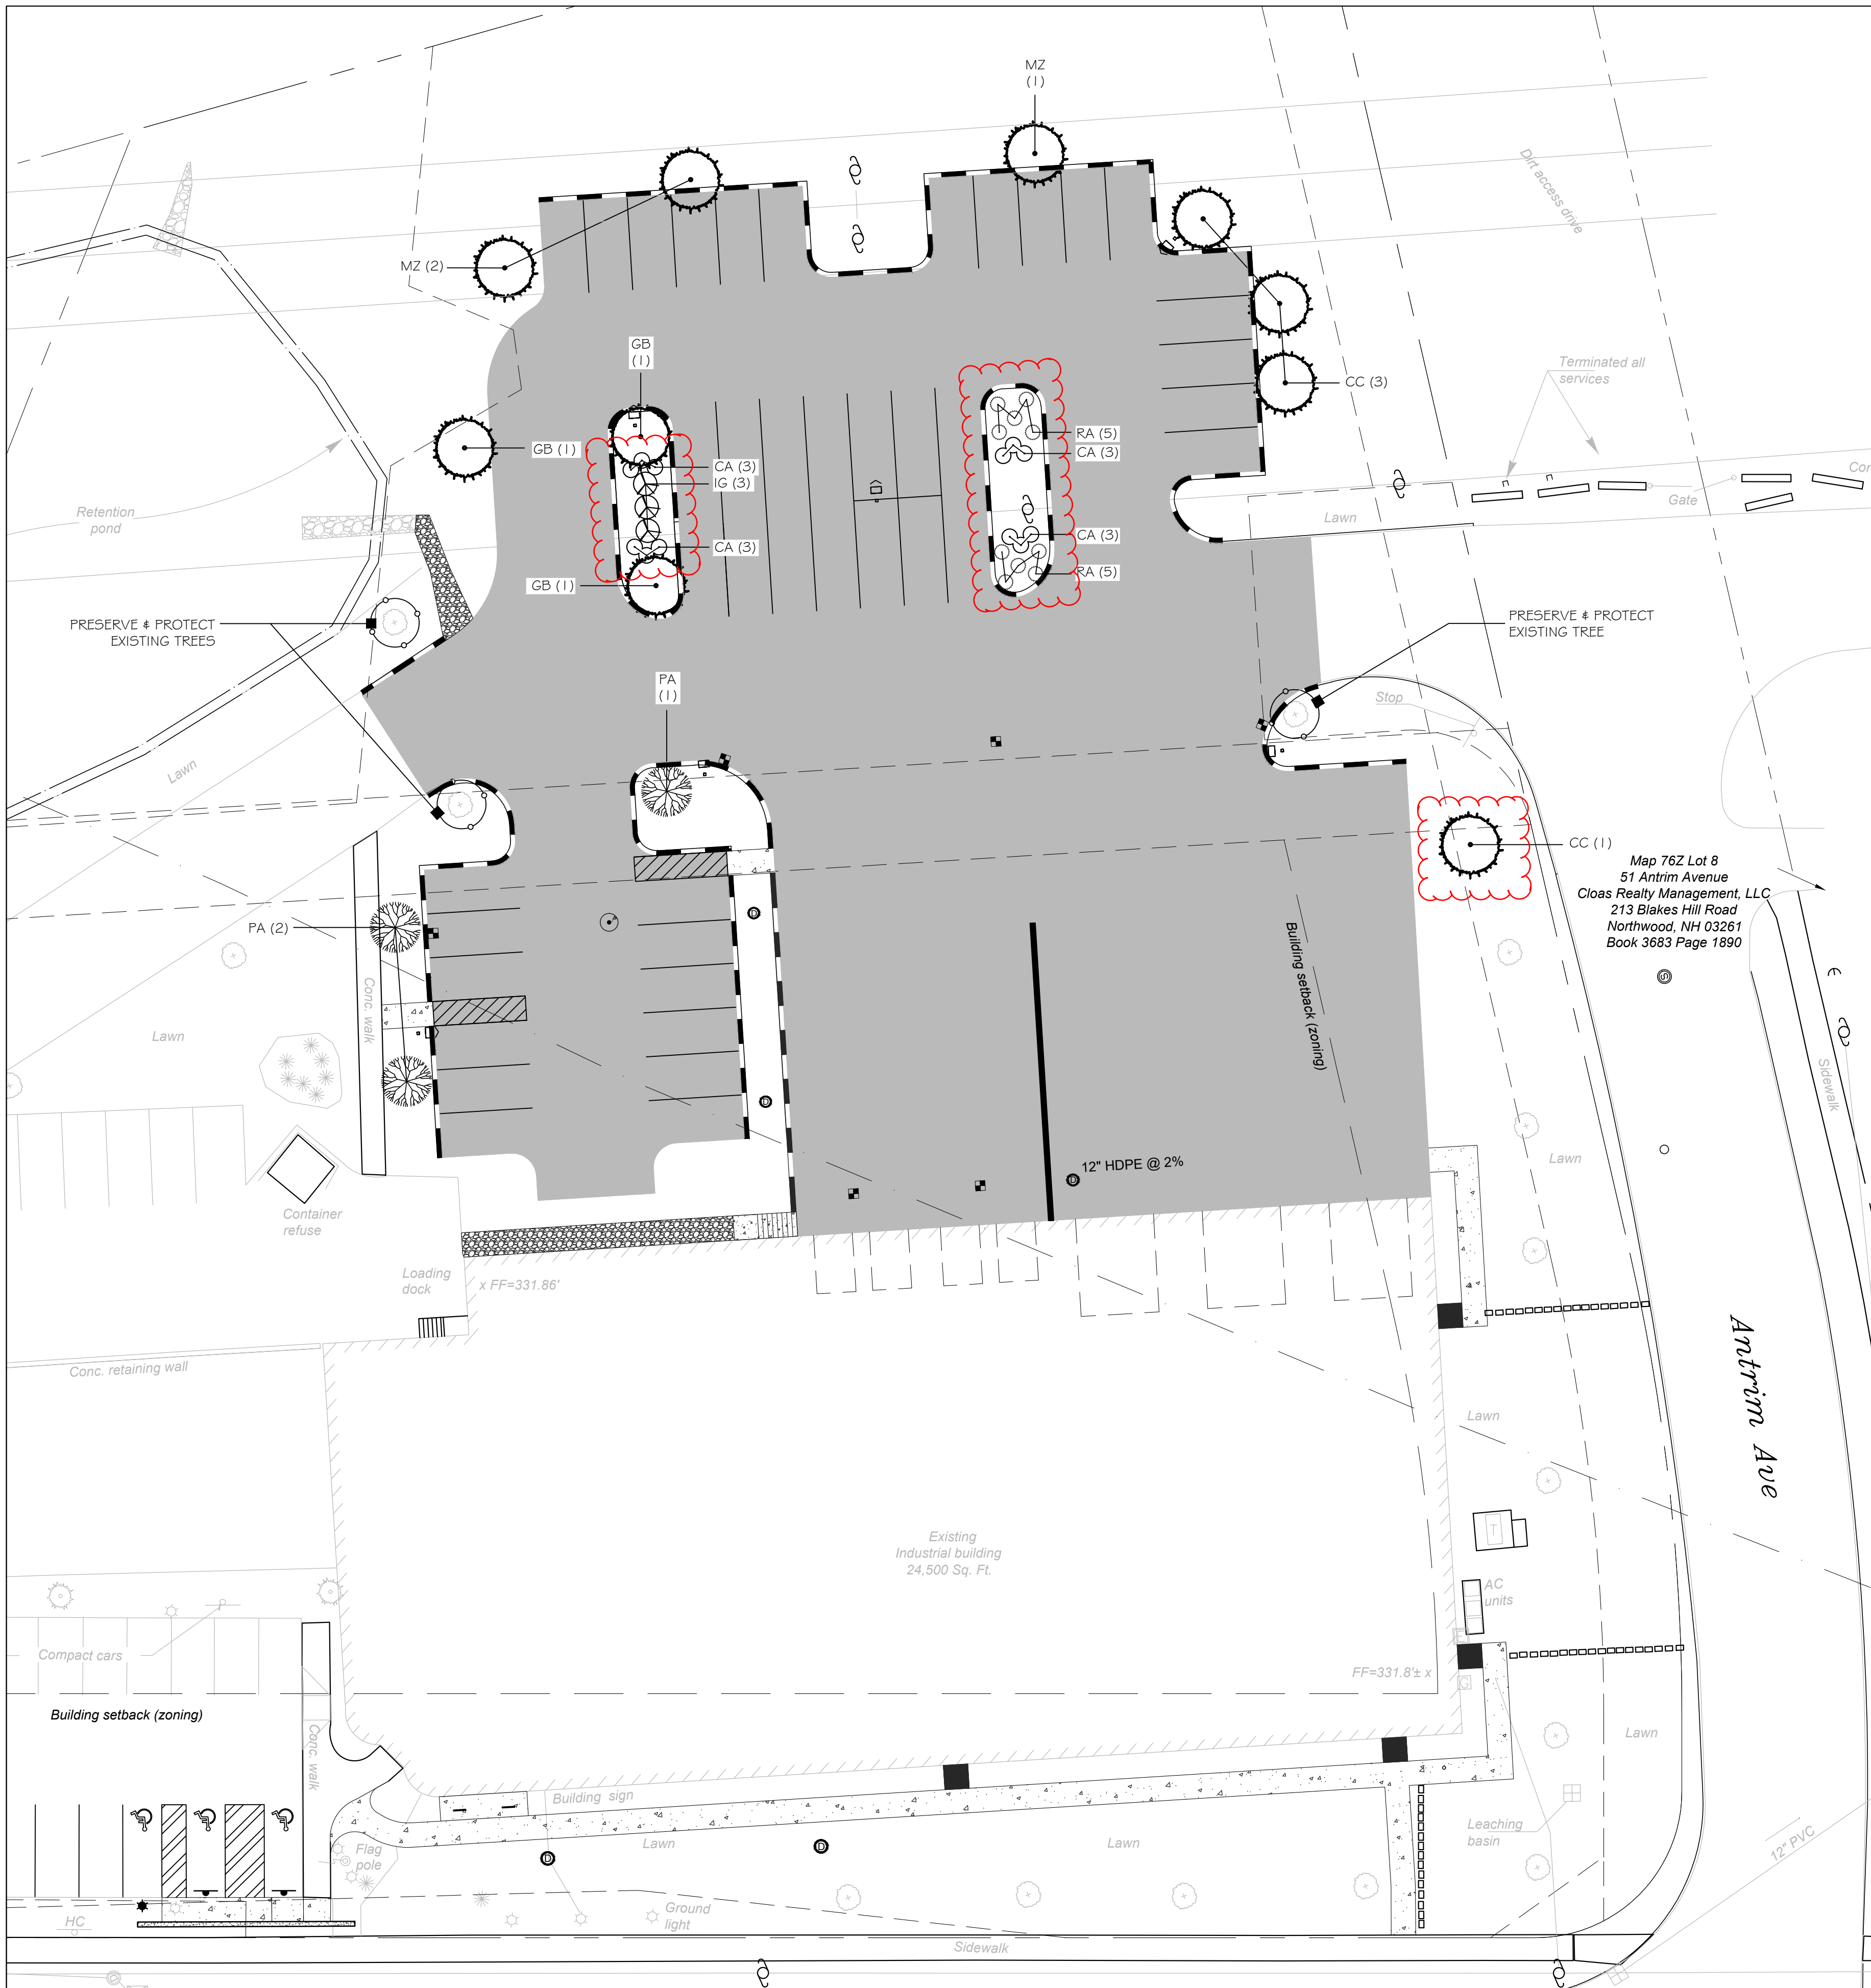 MZ
(1)
Dirt access drive
MZ (2)
GB
(1)
CC (3)
Terminated all
services
GB (1)
CA (3)
IG (3)
CA (3)
GB (1)
RA (5)
CA (3)
CA (3)
RA (5)
Gate
Lawn
Retention
pond
PRESERVE & PROTECT
EXISTING TREES
PRESERVE & PROTECT
EXISTING TREE
PA
(1)
Stop
Lawn
CC (1)
Map 76Z Lot 8
51 Antrim Avenue
Cloas Realty Management, LLC
213 Blakes Hill Road
Northwood, NH 03261
Book 3683 Page 1890
PA (2)
D
S
Building setback (zoning)
Conc. walk
Lawn
Sidewalk
D
12" HDPE @ 2%
D
Lawn
Container
refuse
Loading
dock
x FF=331.86'
Conc. retaining wall
Antrim Ave
Lawn
Existing
Industrial building
24,500 Sq. Ft.
T
AC
units
E
Compact cars
FF=331.8'± x
G
Building setback (zoning)
Conc. walk
Lawn
Building sign
Flag
pole
Lawn
D
D
Lawn
Leaching
basin
12" PVC
HC
Ground
light
Sidewalk